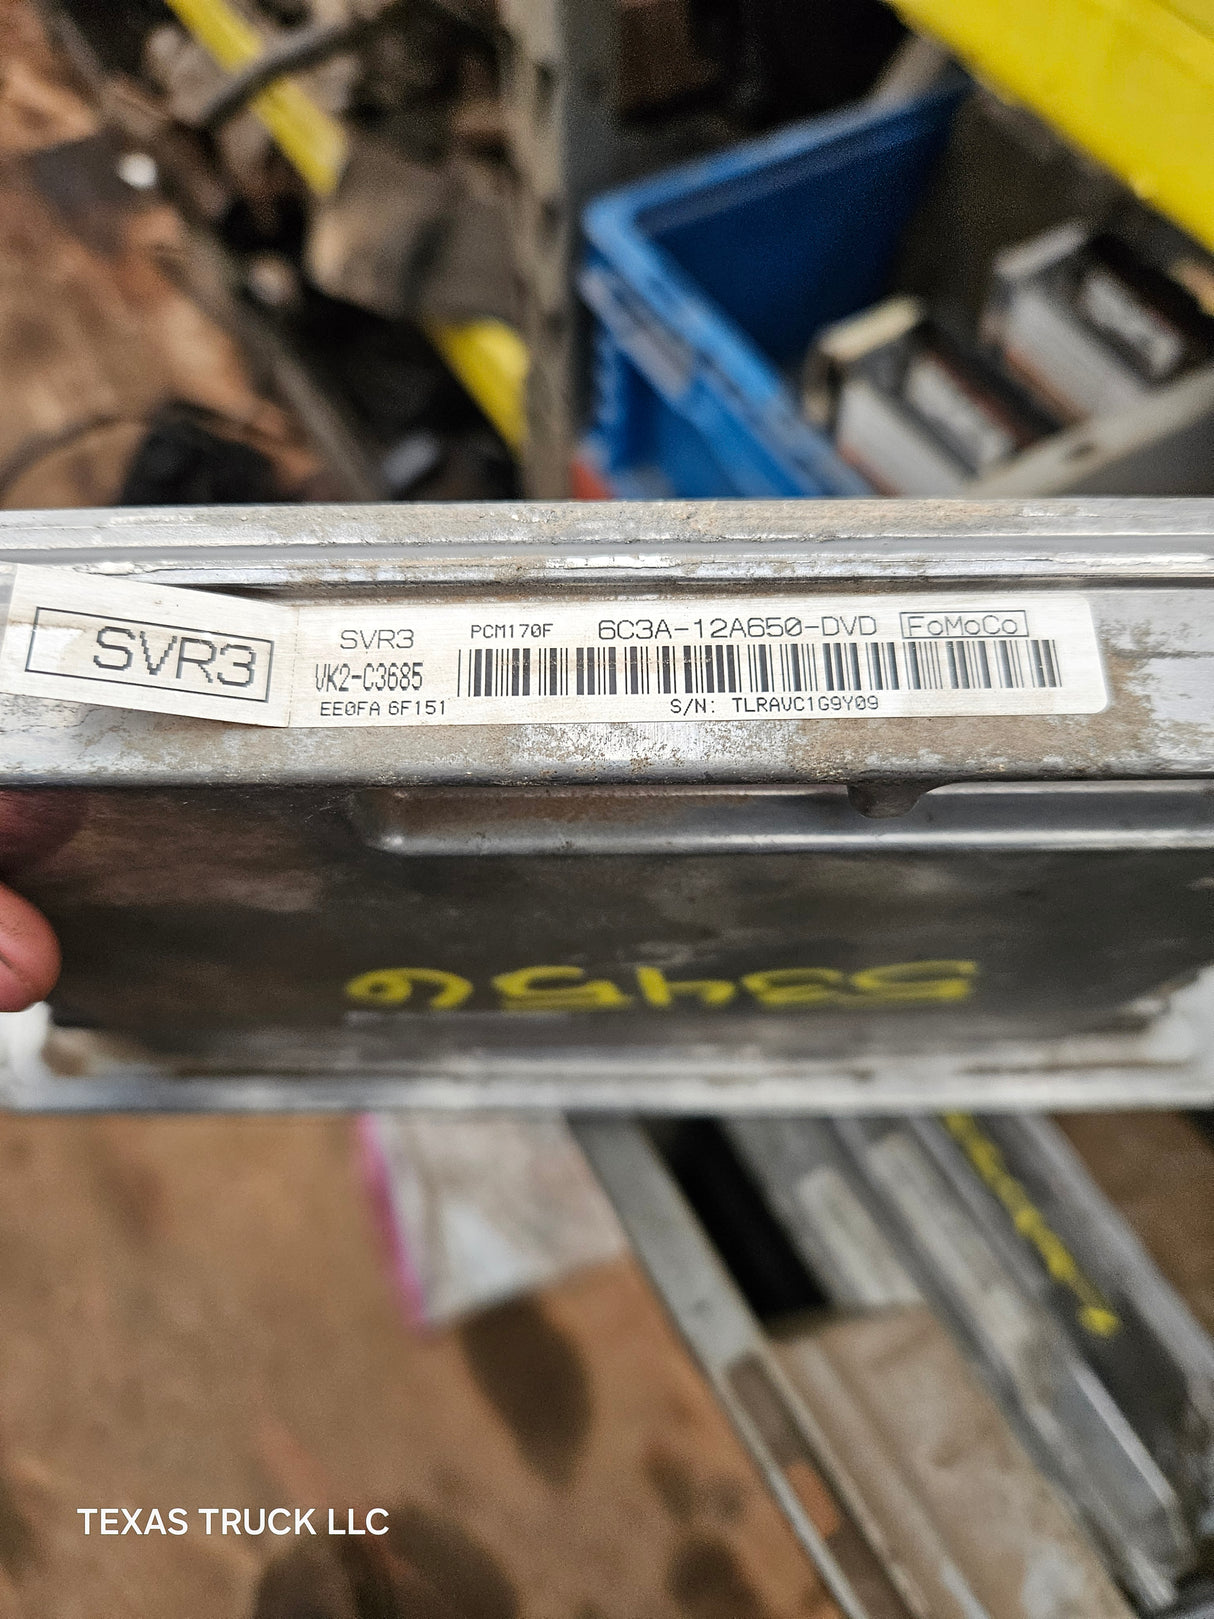 SVR3
SVR3 PCM170F 6C3A-12A650-DVD FoMoCo
VK2-C3685
EE0FA 6F151 S/N: TLRAVC1G9Y09
53456
TEXAS TRUCK LLC